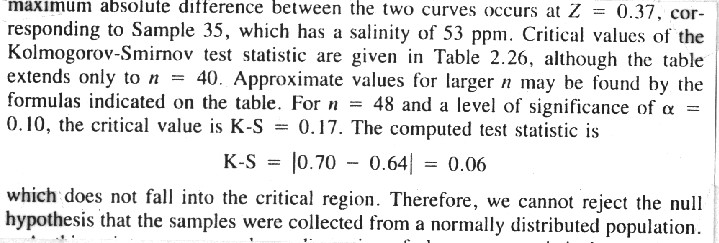 maximum absolute difference between the two curves occurs at Z = 0.37, cor-
responding to Sample 35, which has a salinity of 53 ppm. Critical values of the
Kolmogorov-Smirnov test statistic are given in Table 2.26, although the table
extends only to n = 40. Approximate values for larger n may be found by the
formulas indicated on the table. For n = 48 and a level of significance of α =
0.10, the critical value is K-S = 0.17. The computed test statistic is
K-S = |0.70 − 0.64| = 0.06
which does not fall into the critical region. Therefore, we cannot reject the null
hypothesis that the samples were collected from a normally distributed population.